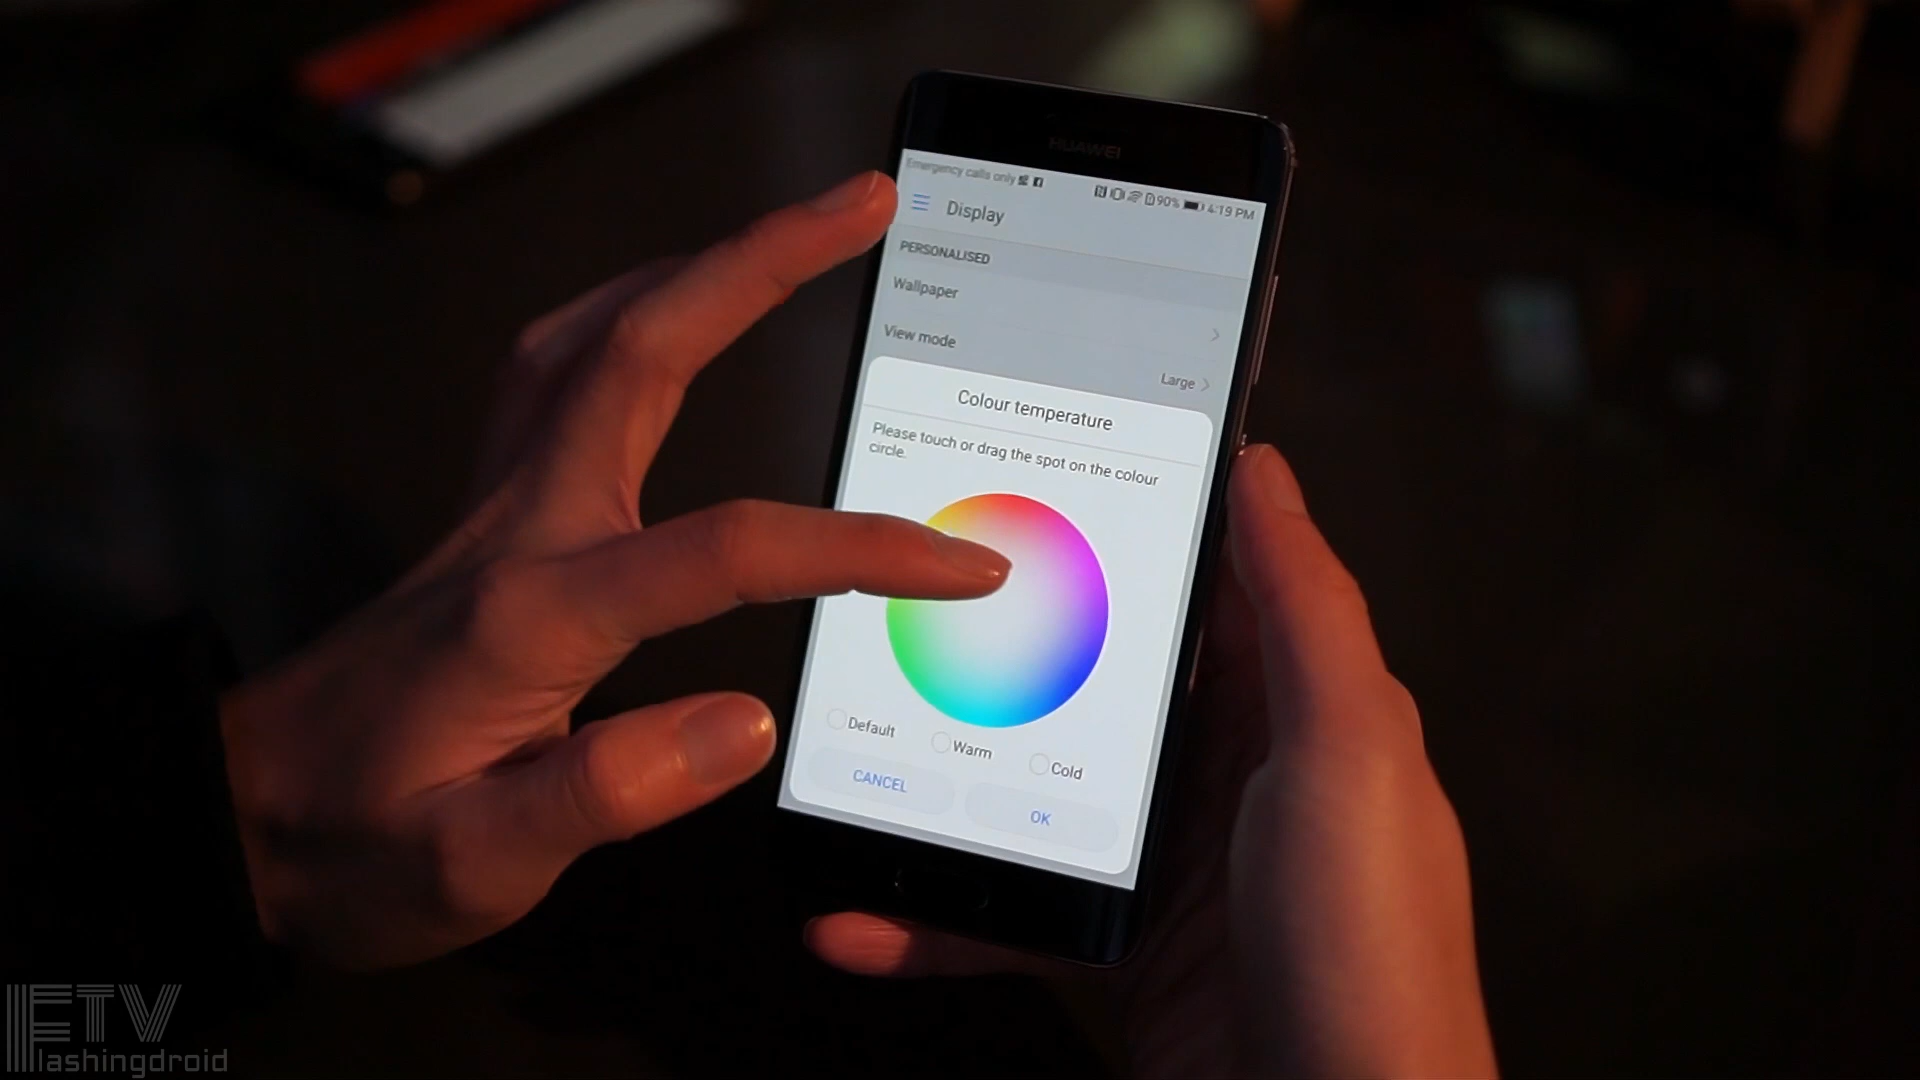 HUAWEI
Emergency calls only
90% 4:19 PM
Display
PERSONALISED
Wallpaper
View mode
Large
Colour temperature
Please touch or drag the spot on the colour
circle.
Default
Warm
Cold
CANCEL
OK
FTV
lashingdroid